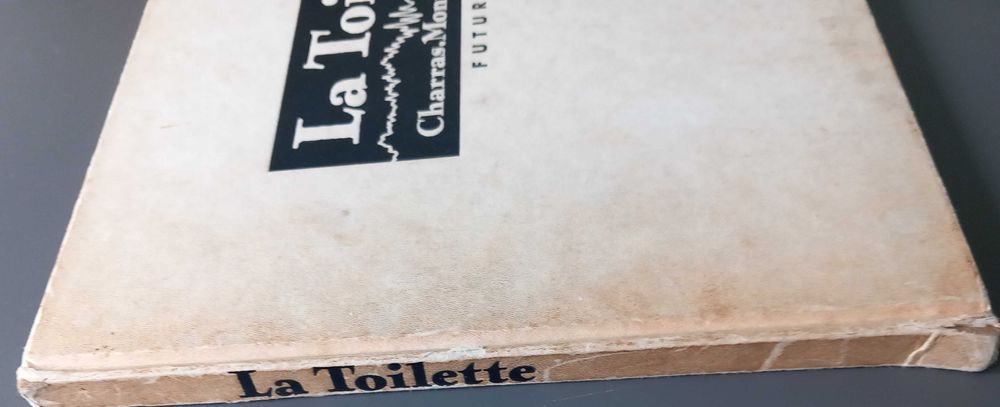 La Toi
Charras.Mon
FUTUR
La Toilette